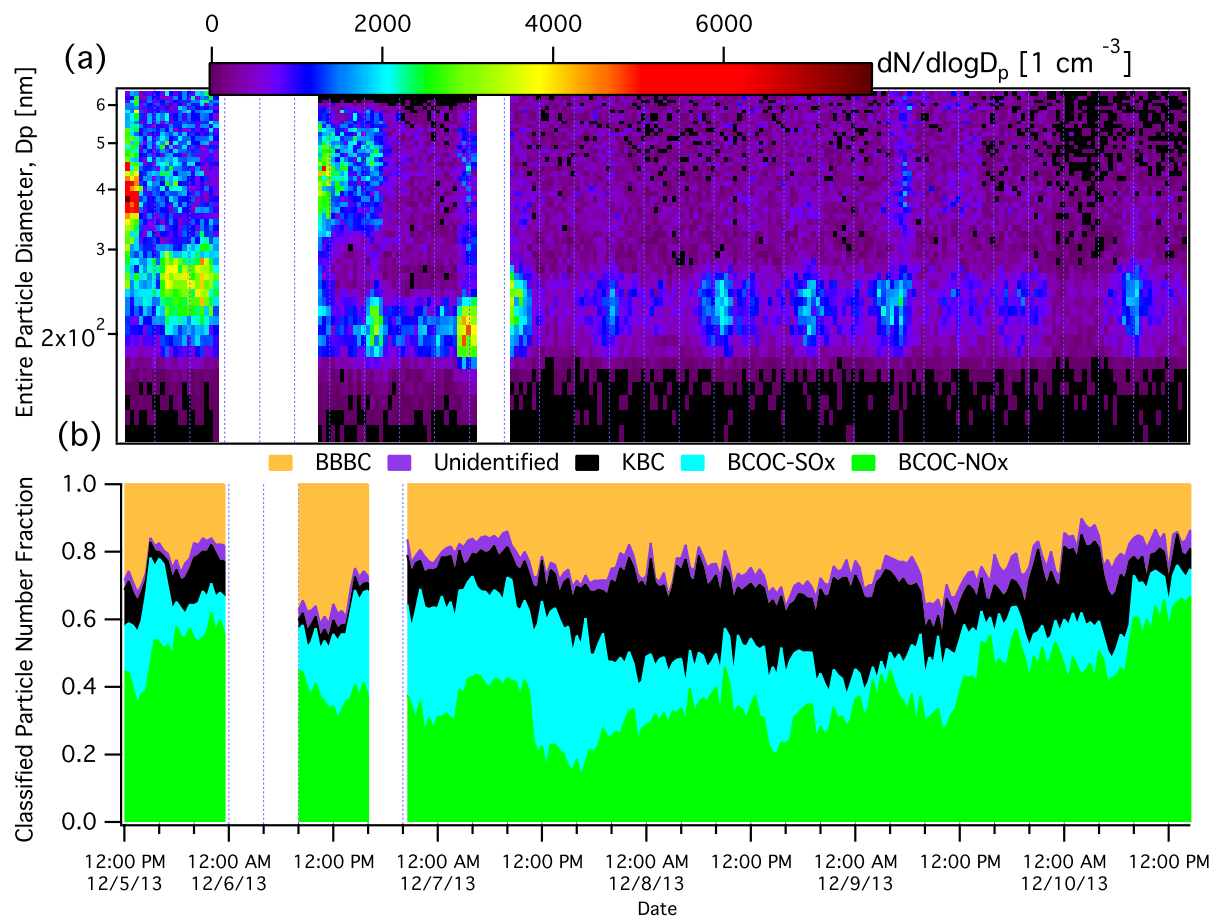 0 2000 4000 6000
(a)
dN/dlogDp [1 cm -3]
Entire Particle Diameter, Dp [nm]
6
5
4
3
2x10 2
(b)
BBBC Unidentified KBC BCOC-SOx BCOC-NOx
Classified Particle Number Fraction
1.0
0.8
0.6
0.4
0.2
0.0
12:00 PM 12:00 AM 12:00 PM 12:00 AM 12:00 PM 12:00 AM 12:00 PM 12:00 AM 12:00 PM 12:00 AM 12:00 PM
12/5/13 12/6/13 12/7/13 12/8/13 12/9/13 12/10/13
Date